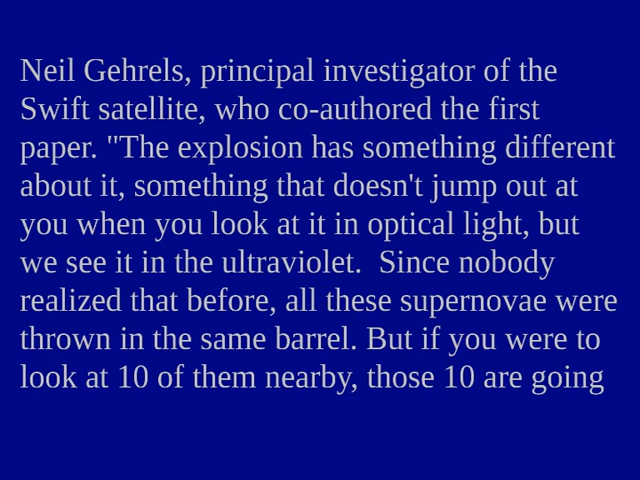 Neil Gehrels, principal investigator of the
Swift satellite, who co-authored the first
paper. "The explosion has something different
about it, something that doesn't jump out at
you when you look at it in optical light, but
we see it in the ultraviolet.  Since nobody
realized that before, all these supernovae were
thrown in the same barrel. But if you were to
look at 10 of them nearby, those 10 are going